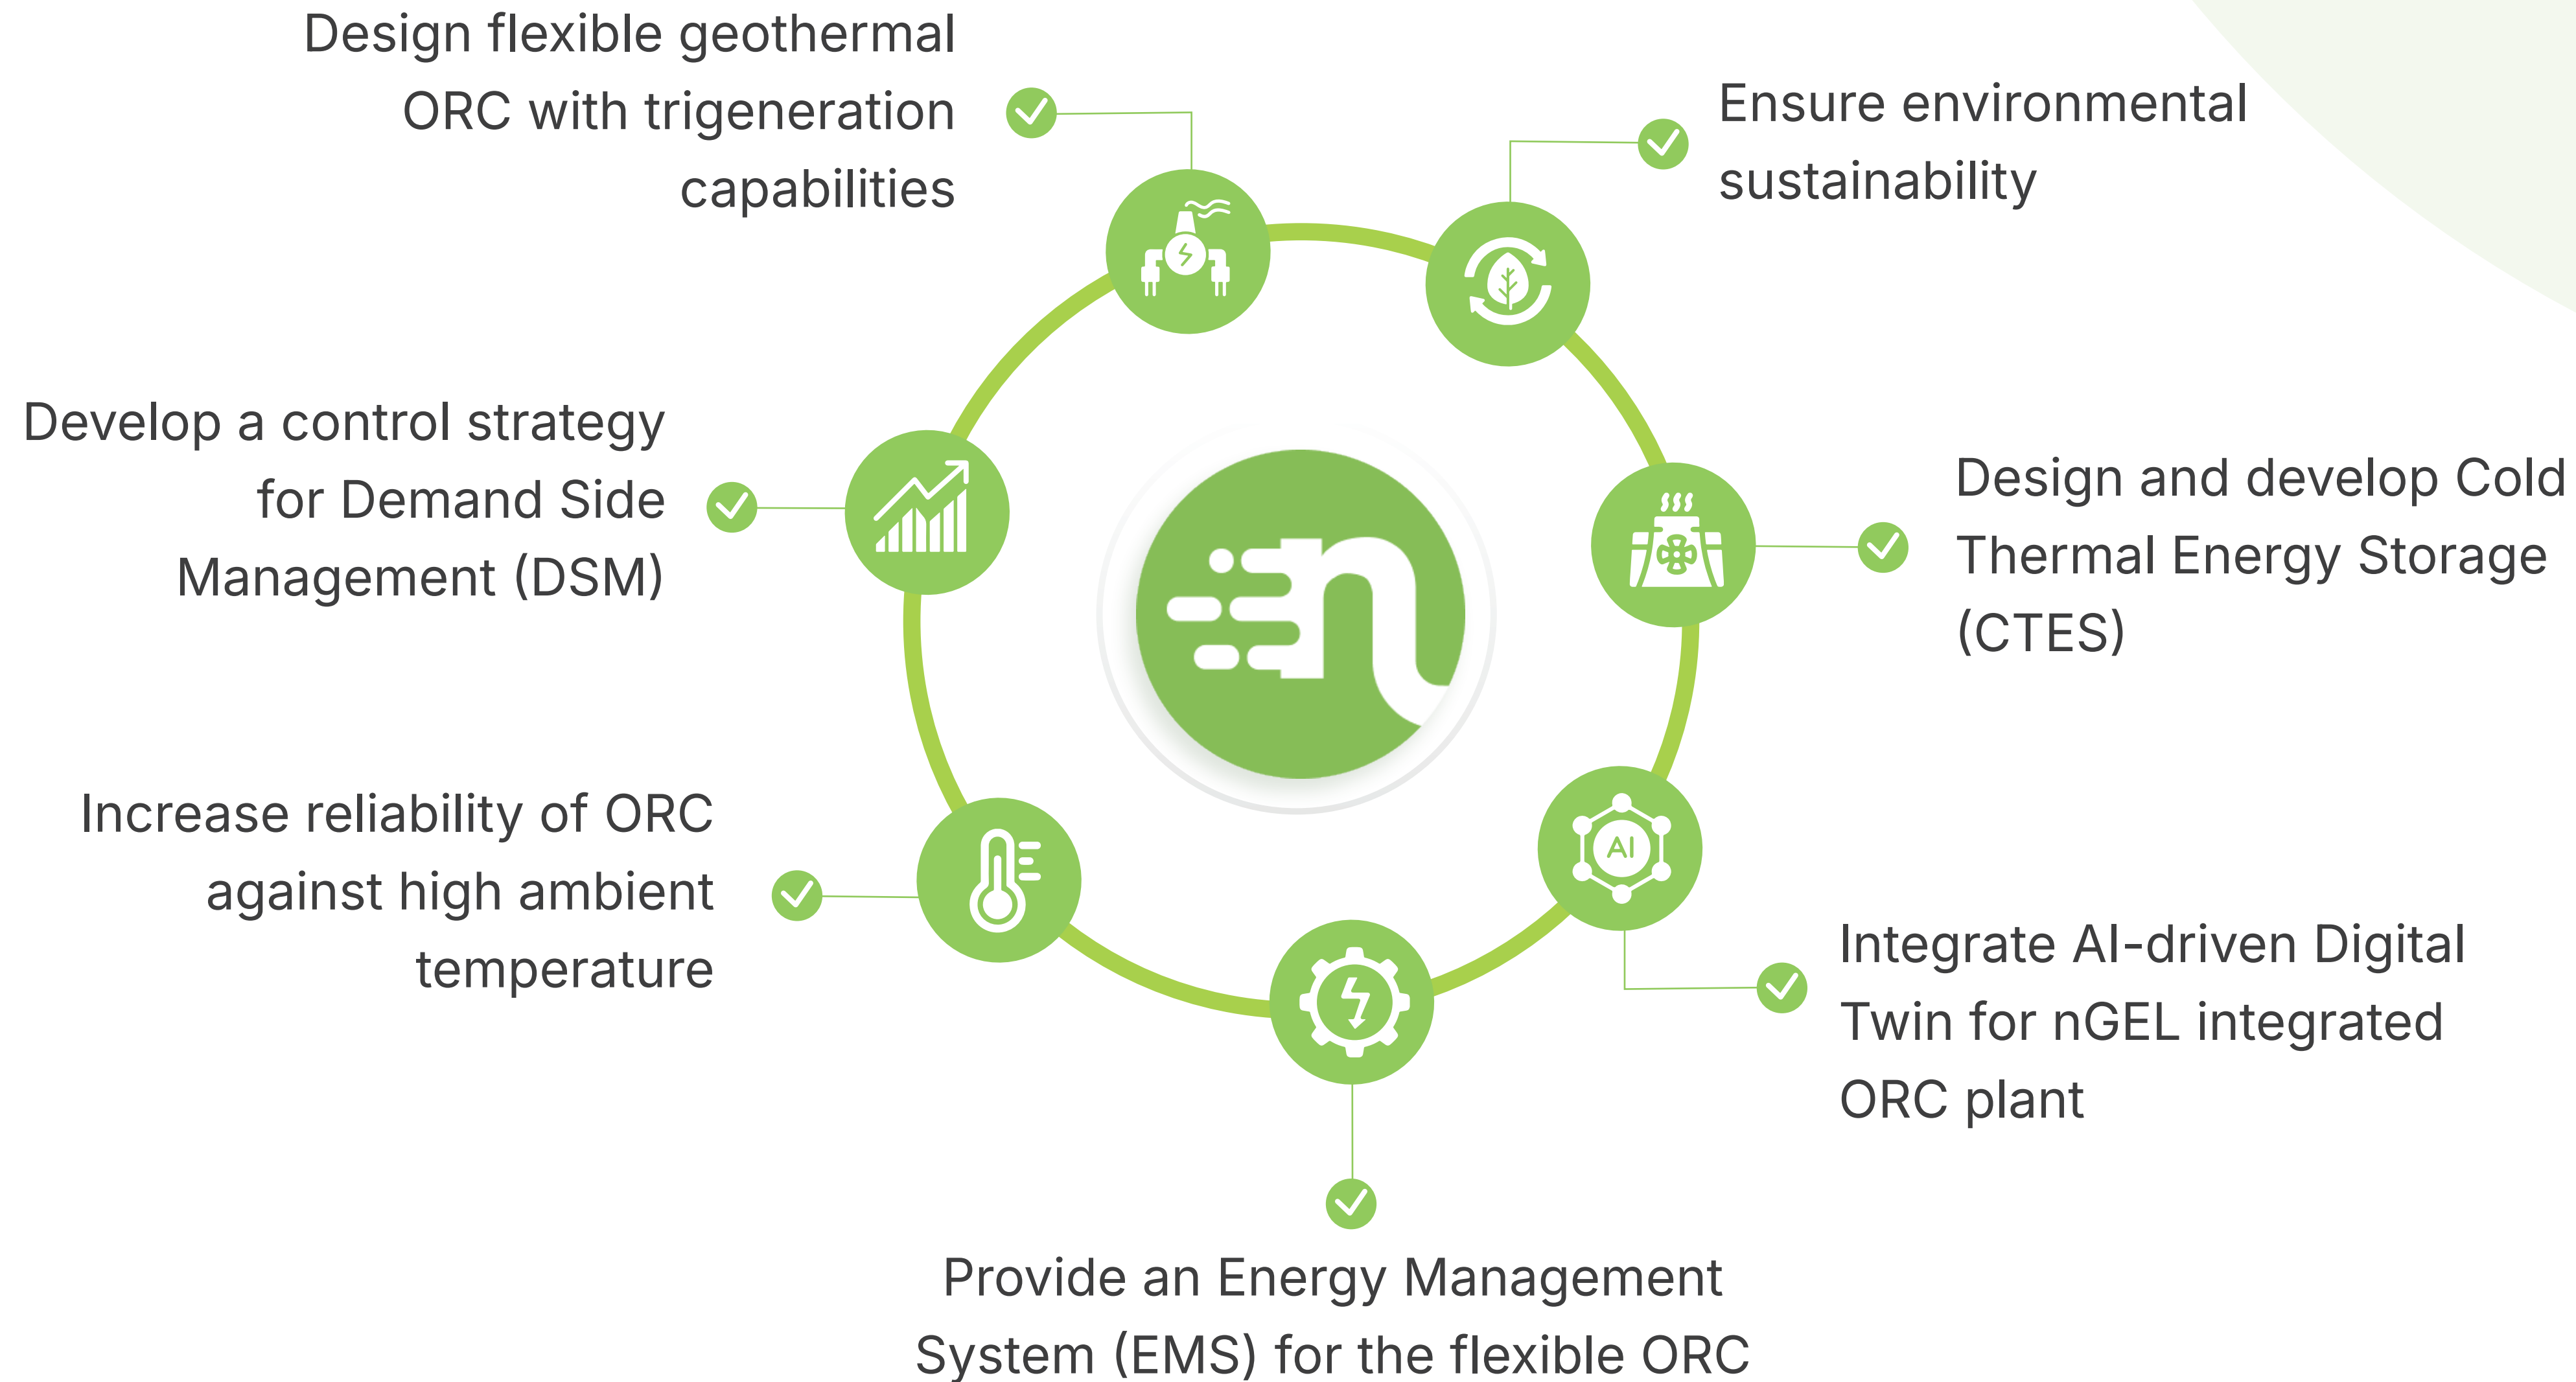 Design flexible geothermal
ORC with trigeneration
capabilities
Ensure environmental
sustainability
Develop a control strategy
for Demand Side
Management (DSM)
Design and develop Cold
Thermal Energy Storage
(CTES)
n
Increase reliability of ORC
against high ambient
temperature
AI
Integrate AI-driven Digital
Twin for nGEL integrated
ORC plant
Provide an Energy Management
System (EMS) for the flexible ORC